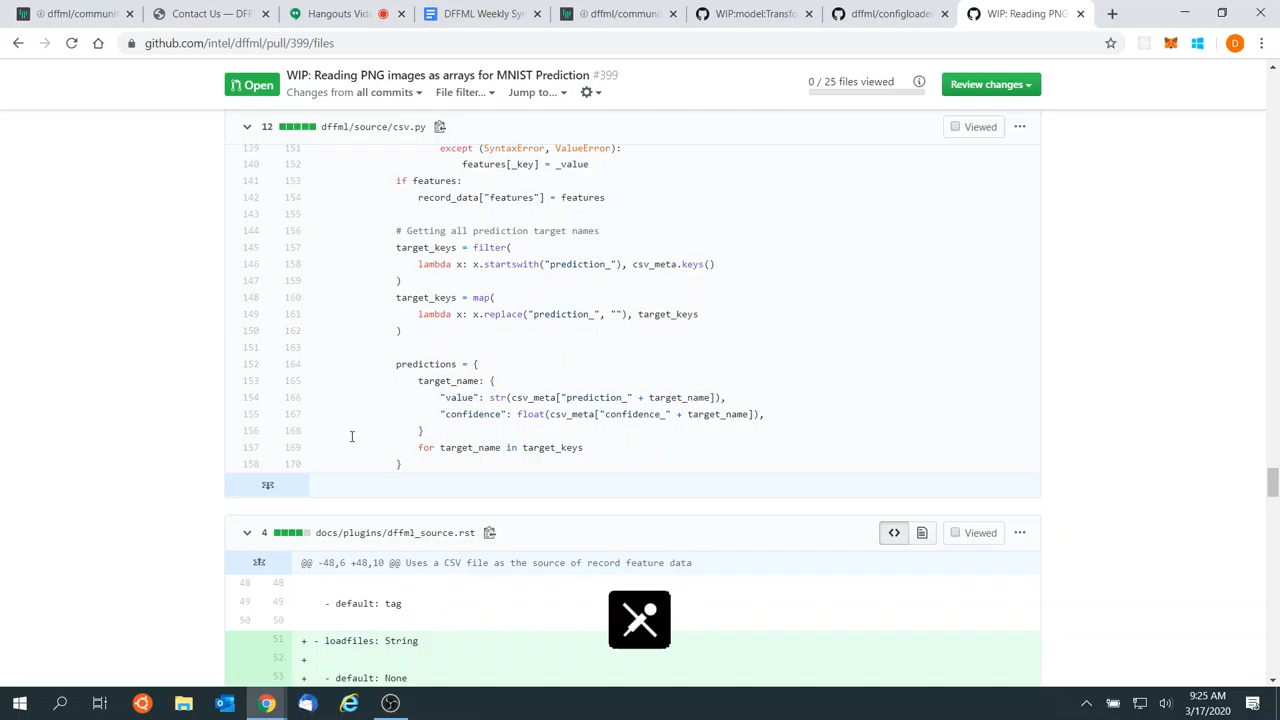 dffml/communi
Contact Us — DFF
Hangouts Vide
DFFML Weekly Syn
dffml/communi
WIP:model:Transfo
dffml/configloade
WIP: Reading PNG
github.com/intel/dffml/pull/399/files
D
Open
WIP: Reading PNG images as arrays for MNIST Prediction #399
Changes from all commits
File filter...
Jump to...
0 / 25 files viewed
Review changes
12 dffml/source/csv.py
Viewed
139 151 except (SyntaxError, ValueError):
140 152 features[_key] = _value
141 153 if features:
142 154 record_data["features"] = features
143 155
144 156 # Getting all prediction target names
145 157 target_keys = filter(
146 158 lambda x: x.startswith("prediction_"), csv_meta.keys()
147 159 )
148 160 target_keys = map(
149 161 lambda x: x.replace("prediction_", ""), target_keys
150 162 )
151 163
152 164 predictions = {
153 165 target_name: {
154 166 "value": str(csv_meta["prediction_" + target_name]),
155 167 "confidence": float(csv_meta["confidence_" + target_name]),
156 168 }
157 169 for target_name in target_keys
158 170 }
4 docs/plugins/dffml_source.rst
Viewed
@@ -48,6 +48,10 @@ Uses a CSV file as the source of record feature data
48 48
49 49 - default: tag
50 50
51 + - loadfiles: String
52 +
53 + - default: None
9:25 AM
3/17/2020